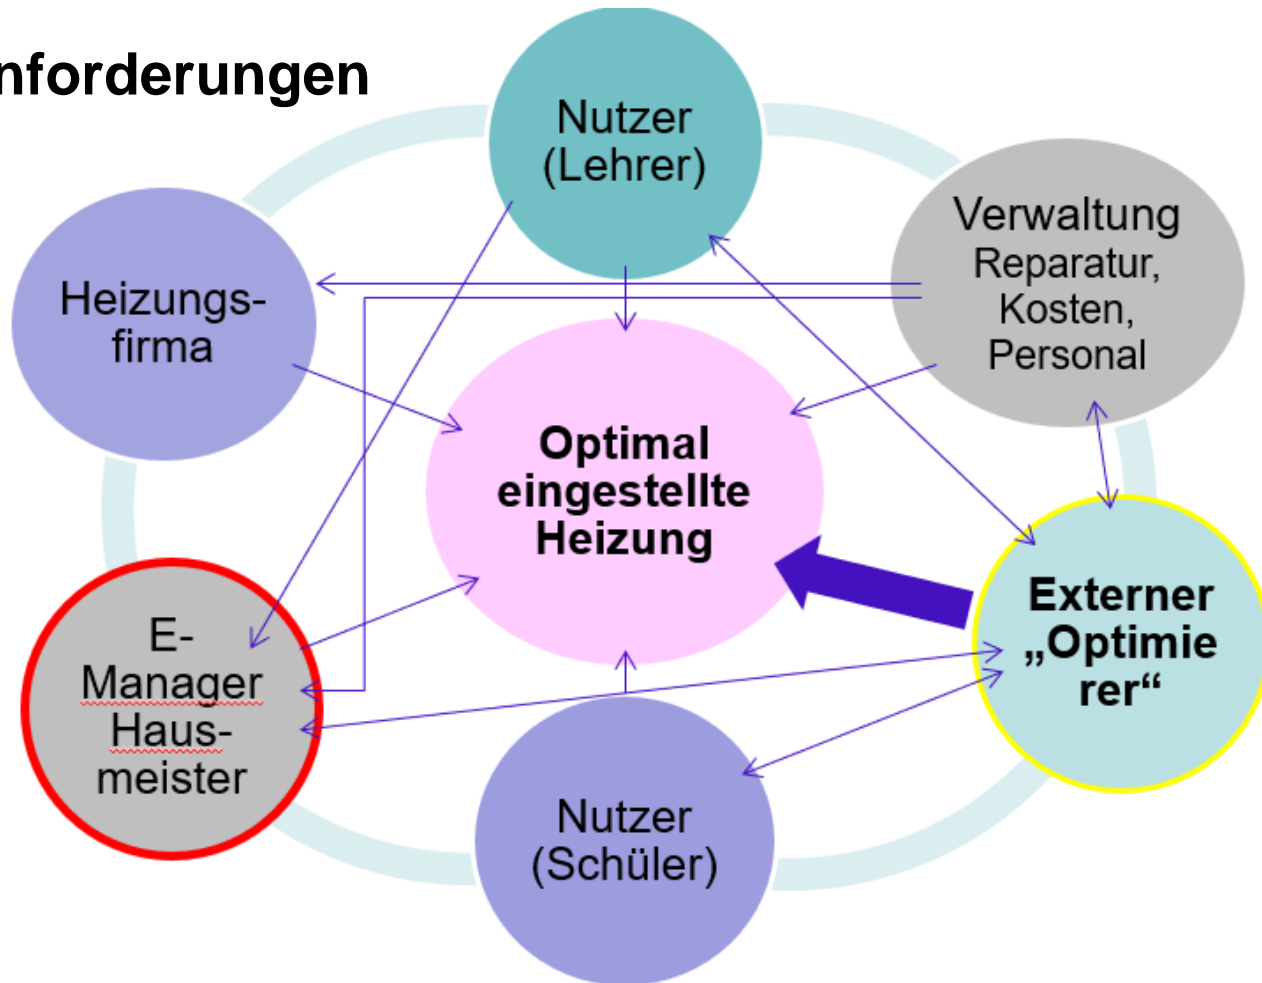 nforderungen
Nutzer
(Lehrer)
Verwaltung
Reparatur,
Kosten,
Personal
Heizungs-
firma
Optimal
eingestellte
Heizung
Externer
„Optimie
rer“
E-
Manager
Haus-
meister
Nutzer
(Schüler)